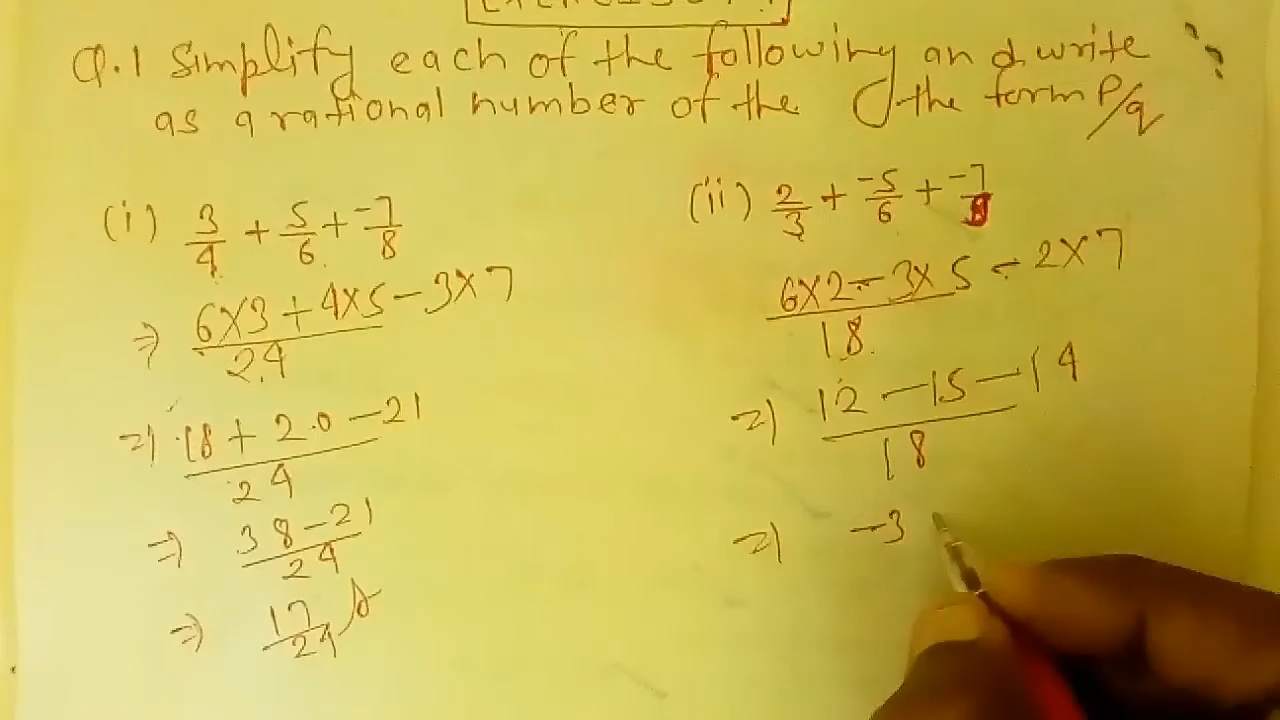 Q.1 Simplify each of the following and write
as a rational number of the the form P/q
(i) 3/4 + 5/6 + -7/8
⇒ 6×3+4×5-3×7/24
⇒ 18+20-21/24
⇒ 38-21/24
⇒ 17/24
(ii) 2/3 + -5/6 + -7/9
6×2-3×5-2×7/18
⇒ 12-15-14/18
⇒ -3